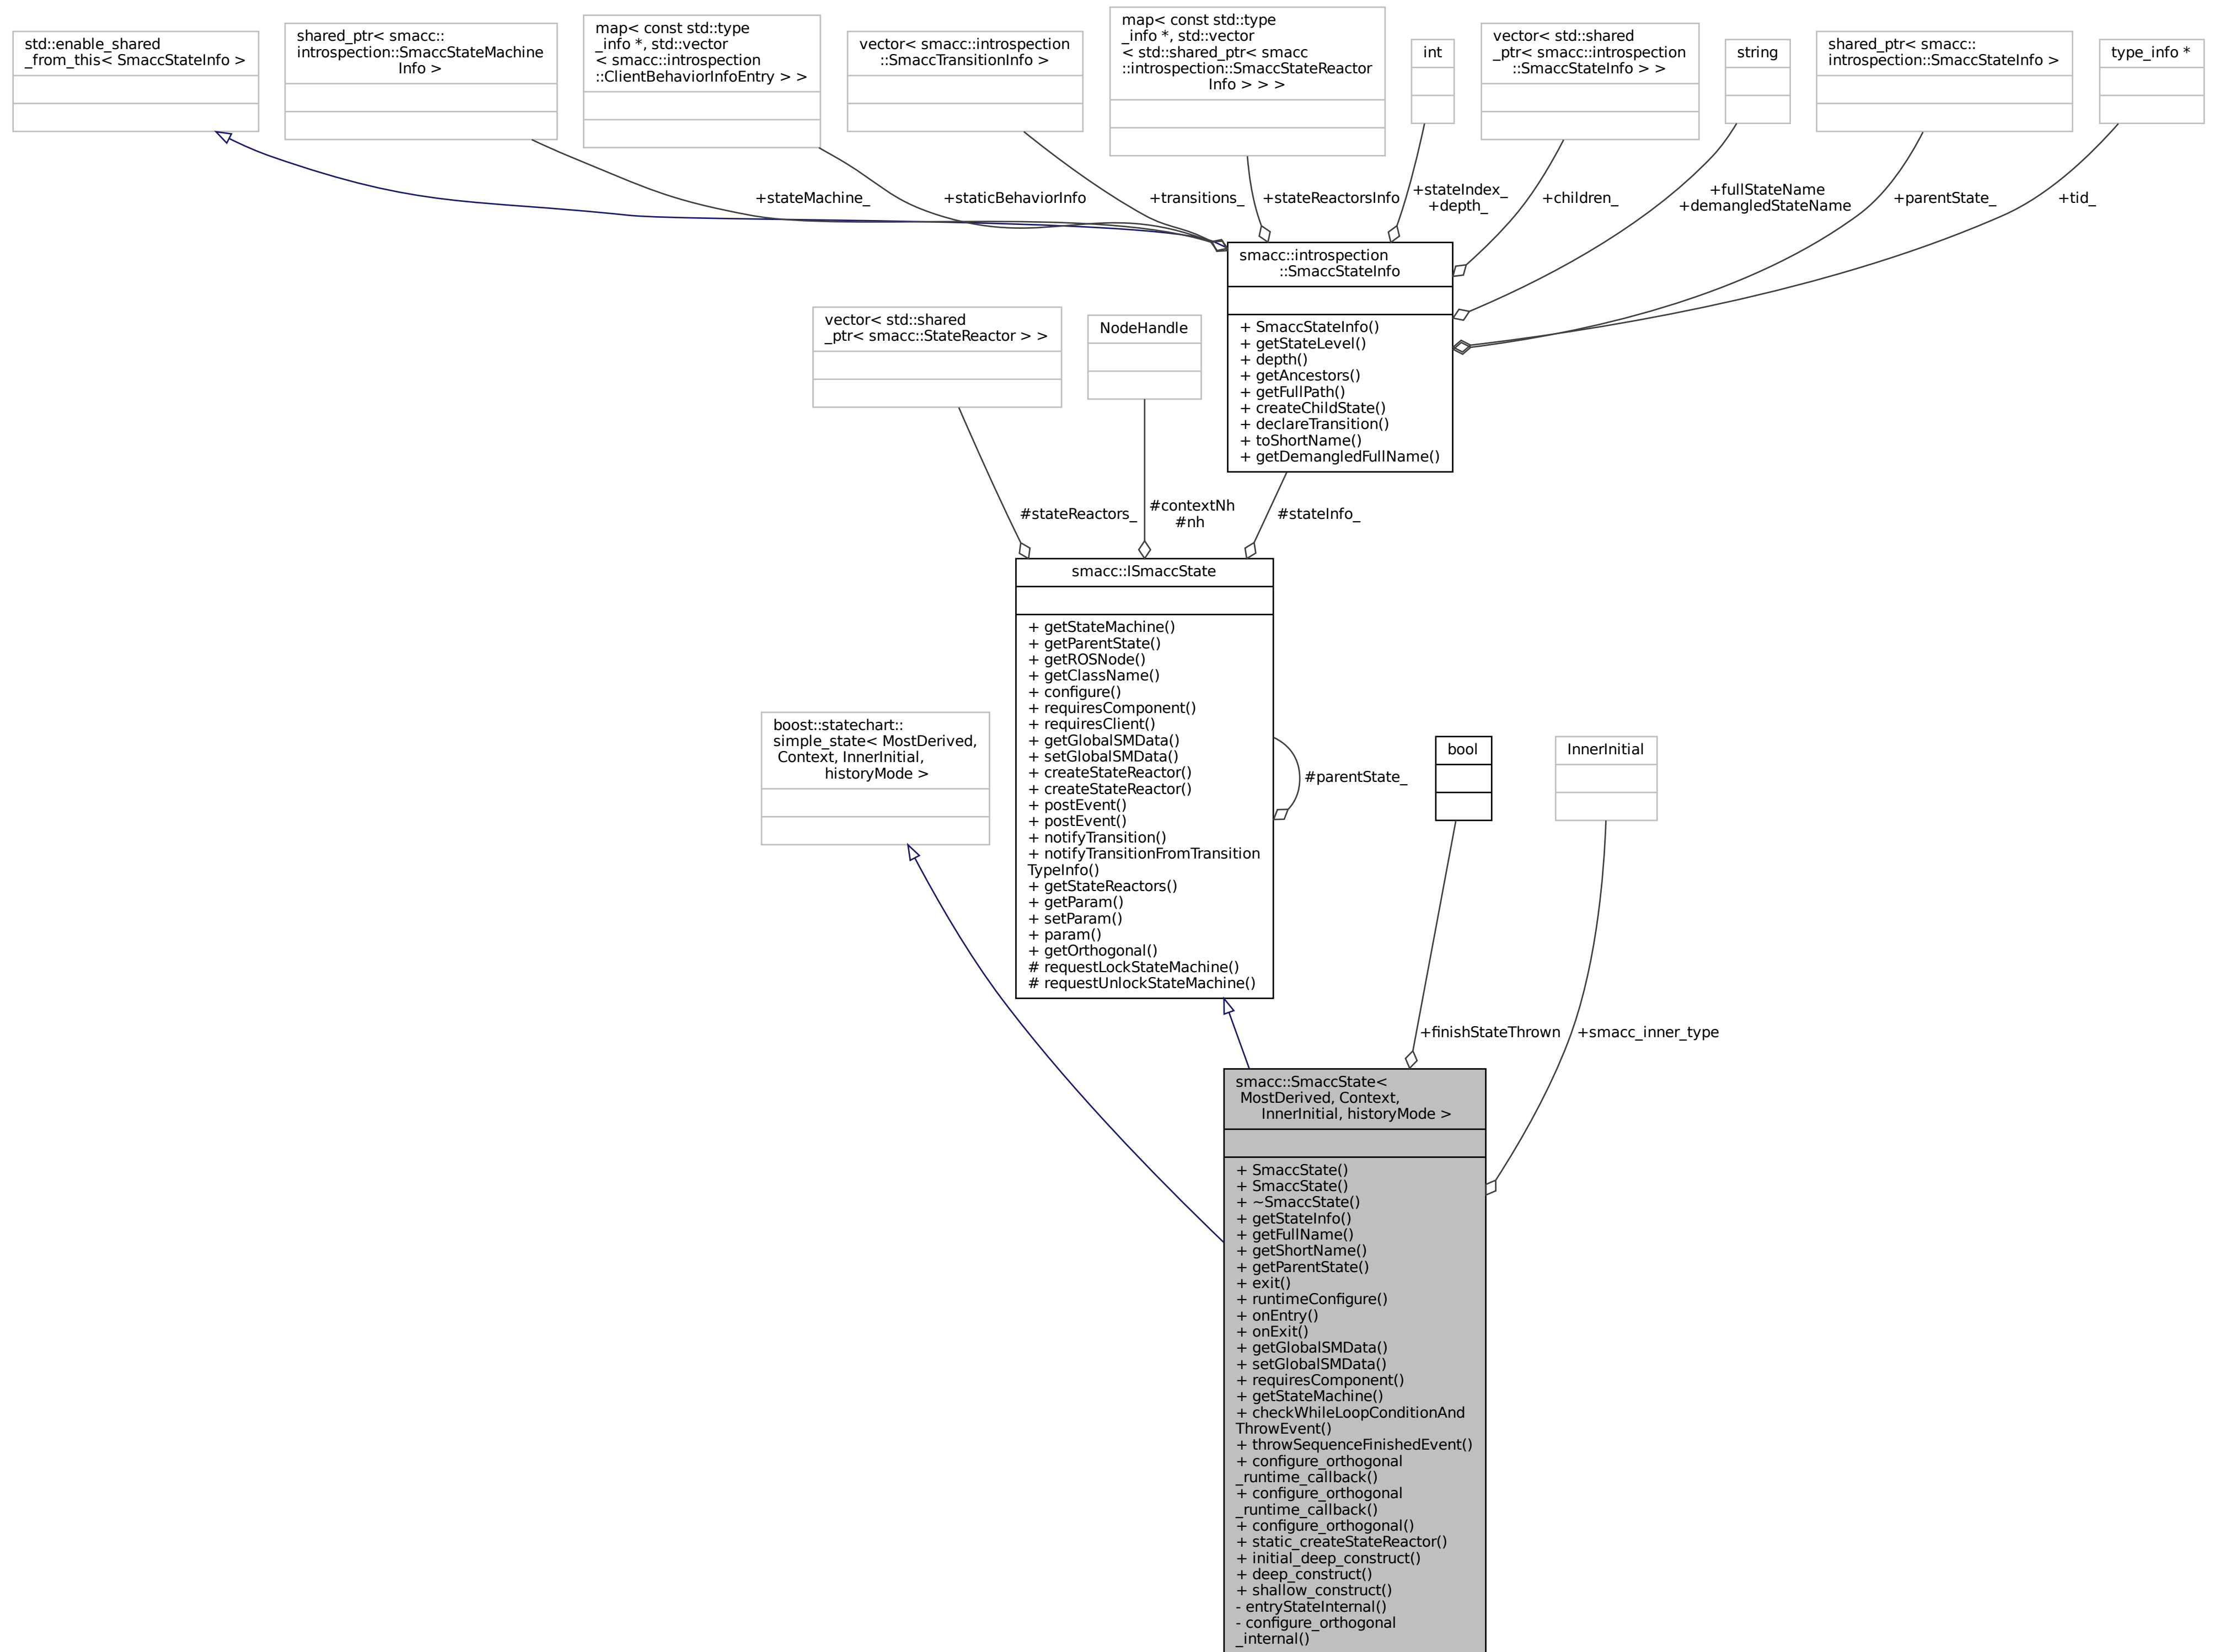 std::enable_shared
_from_this< SmaccStateInfo >
shared_ptr< smacc::
introspection::SmaccStateMachine
Info >
map< const std::type
_info *, std::vector
< smacc::introspection
::ClientBehaviorInfoEntry > >
vector< smacc::introspection
::SmaccTransitionInfo >
map< const std::type
_info *, std::vector
< std::shared_ptr< smacc
::introspection::SmaccStateReactor
Info > > >
int
vector< std::shared
_ptr< smacc::introspection
::SmaccStateInfo > >
string
shared_ptr< smacc::
introspection::SmaccStateInfo >
type_info *
+stateMachine_
+staticBehaviorInfo
+transitions_
+stateReactorsInfo
+stateIndex_
+depth_
+children_
+fullStateName
+demangledStateName
+parentState_
+tid_
smacc::introspection
::SmaccStateInfo
+ SmaccStateInfo()
+ getStateLevel()
+ depth()
+ getAncestors()
+ getFullPath()
+ createChildState()
+ declareTransition()
+ toShortName()
+ getDemangledFullName()
vector< std::shared
_ptr< smacc::StateReactor > >
NodeHandle
#stateReactors_
#contextNh
#nh
#stateInfo_
smacc::ISmaccState
+ getStateMachine()
+ getParentState()
+ getROSNode()
+ getClassName()
+ configure()
+ requiresComponent()
+ requiresClient()
+ getGlobalSMData()
+ setGlobalSMData()
+ createStateReactor()
+ createStateReactor()
+ postEvent()
+ postEvent()
+ notifyTransition()
+ notifyTransitionFromTransition
TypeInfo()
+ getStateReactors()
+ getParam()
+ setParam()
+ param()
+ getOrthogonal()
# requestLockStateMachine()
# requestUnlockStateMachine()
#parentState_
boost::statechart::
simple_state< MostDerived,
Context, InnerInitial,
historyMode >
bool
InnerInitial
+finishStateThrown
+smacc_inner_type
smacc::SmaccState<
MostDerived, Context,
InnerInitial, historyMode >
+ SmaccState()
+ SmaccState()
+ ~SmaccState()
+ getStateInfo()
+ getFullName()
+ getShortName()
+ getParentState()
+ exit()
+ runtimeConfigure()
+ onEntry()
+ onExit()
+ getGlobalSMData()
+ setGlobalSMData()
+ requiresComponent()
+ getStateMachine()
+ checkWhileLoopConditionAnd
ThrowEvent()
+ throwSequenceFinishedEvent()
+ configure_orthogonal
_runtime_callback()
+ configure_orthogonal
_runtime_callback()
+ configure_orthogonal()
+ static_createStateReactor()
+ initial_deep_construct()
+ deep_construct()
+ shallow_construct()
- entryStateInternal()
- configure_orthogonal
_internal()